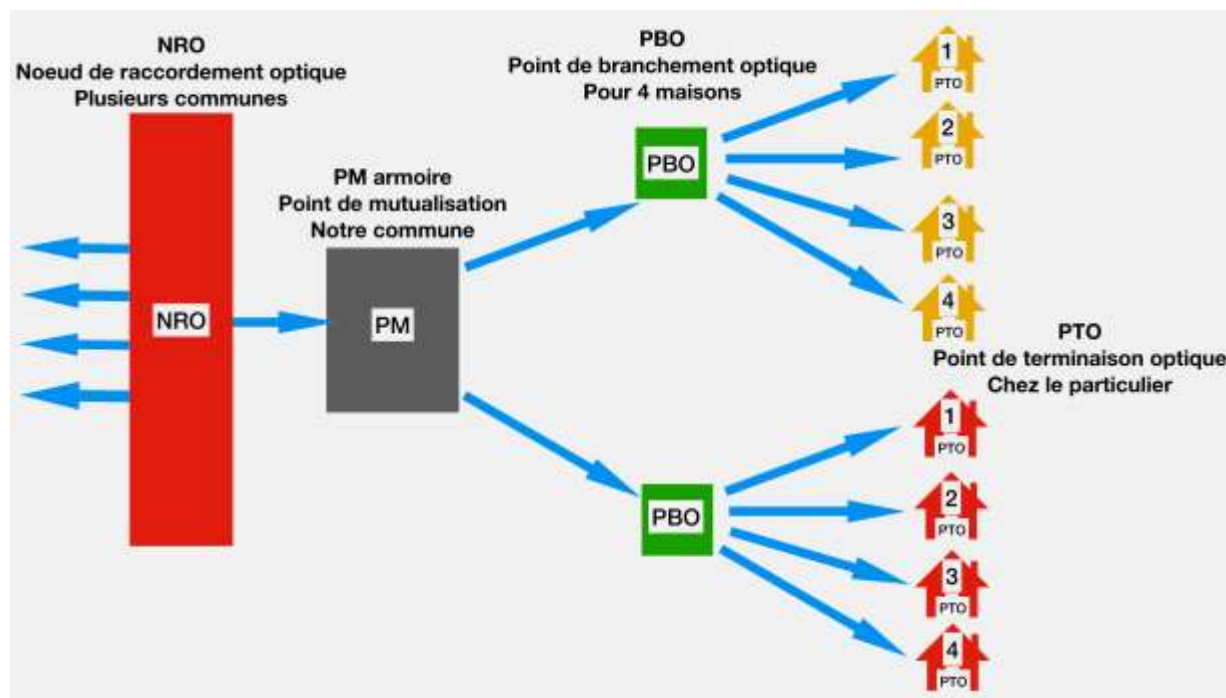 NRO
Noeud de raccordement optique
Plusieurs communes
NRO
PM armoire
Point de mutualisation
Notre commune
PM
PBO
Point de branchement optique
Pour 4 maisons
PBO
1
PTO
2
PTO
3
PTO
4
PTO
PTO
Point de terminaison optique
Chez le particulier
PBO
1
PTO
2
PTO
3
PTO
4
PTO